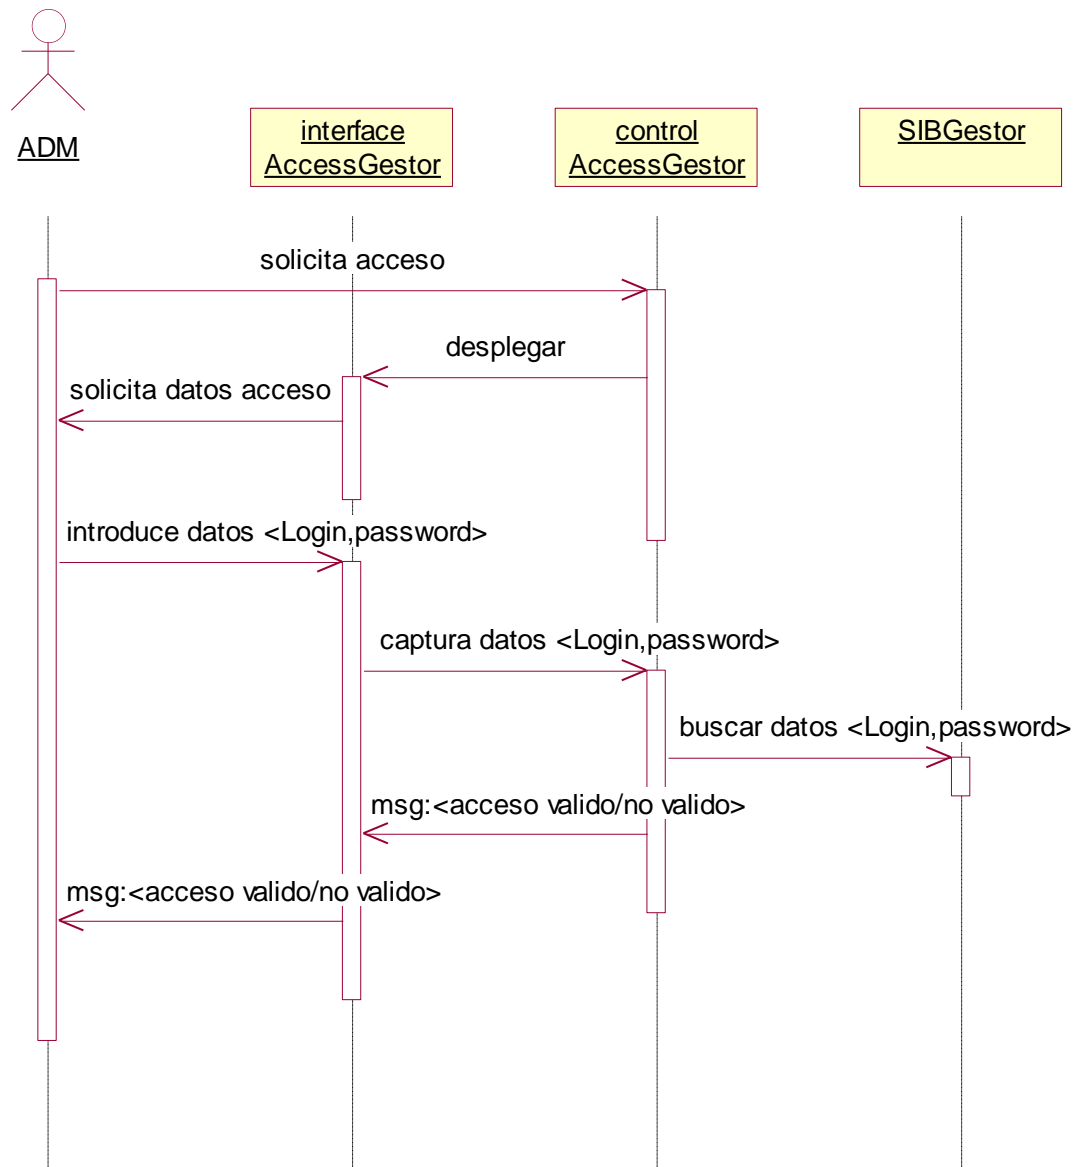 ADM
interface
AccessGestor
control
AccessGestor
SIBGestor
solicita acceso
desplegar
solicita datos acceso
introduce datos <Login,password>
captura datos <Login,password>
buscar datos <Login,password>
msg:<acceso valido/no valido>
msg:<acceso valido/no valido>